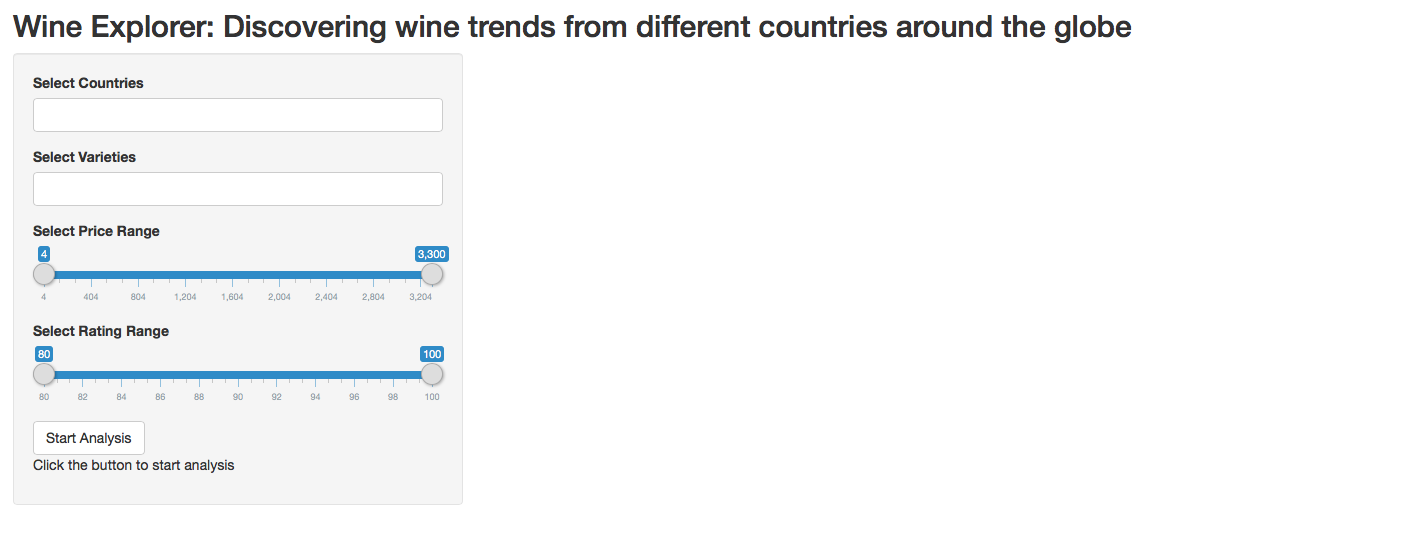 Wine Explorer: Discovering wine trends from different countries around the globe
Select Countries
Select Varieties
Select Price Range
4 3,300
4 404 804 1,204 1,604 2,004 2,404 2,804 3,204
Select Rating Range
80 100
80 82 84 86 88 90 92 94 96 98 100
Start Analysis
Click the button to start analysis